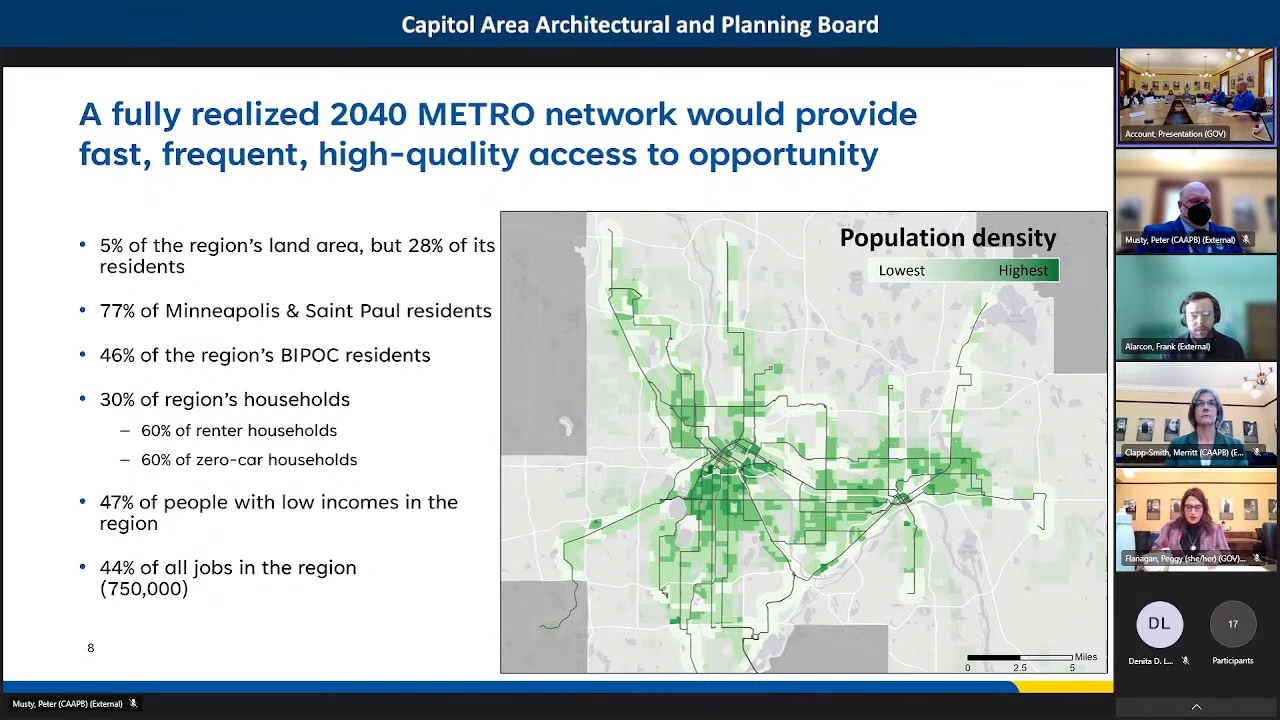 Capitol Area Architectural and Planning Board
A fully realized 2040 METRO network would provide
fast, frequent, high-quality access to opportunity
• 5% of the region's land area, but 28% of its
residents
• 77% of Minneapolis & Saint Paul residents
• 46% of the region's BIPOC residents
• 30% of region's households
– 60% of renter households
– 60% of zero-car households
• 47% of people with low incomes in the
region
• 44% of all jobs in the region
(750,000)
8
Population density
Lowest Highest
Miles
0 2.5 5
Account, Presentation (GOV)
Musty, Peter (CAAPB) (External)
Alarcon, Frank (External)
Clapp-Smith, Merritt (CAAPB) (E...
Flanagan, Peggy (she/her) (GOV)...
DL
17
Denita D. L...
Participants
Musty, Peter (CAAPB) (External)